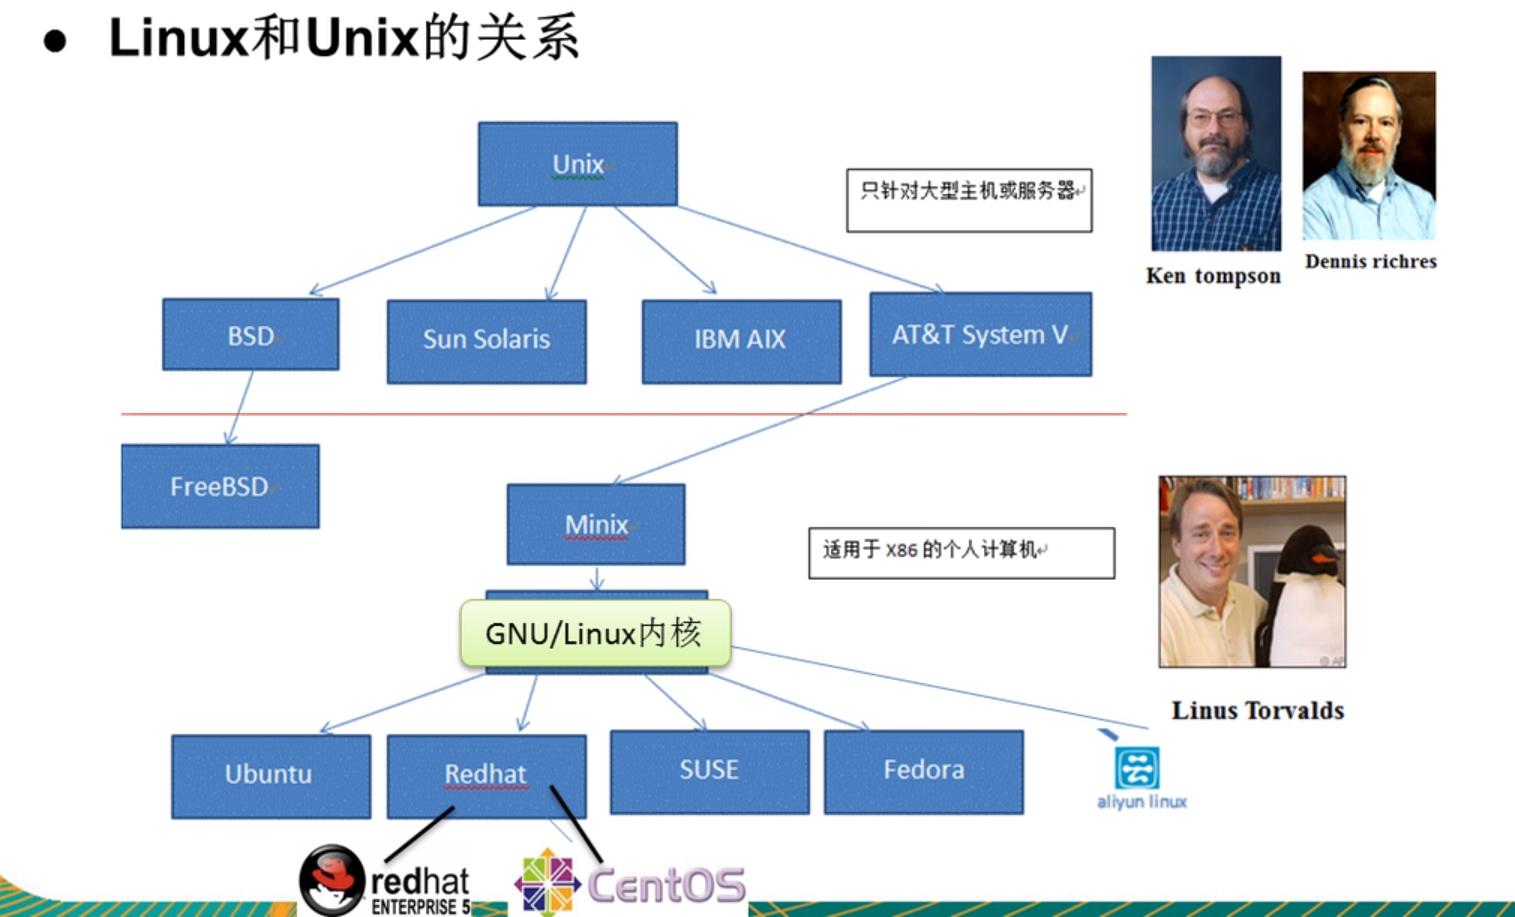 ● Linux和Unix的关系
Unix
只针对大型主机或服务器
Ken tompson
Dennis richres
BSD
Sun Solaris
IBM AIX
AT&T System V
FreeBSD
Minix
适用于 X86 的个人计算机
GNU/Linux内核
© AP
Linus Torvalds
Ubuntu
Redhat
SUSE
Fedora
aliyun linux
redhat
ENTERPRISE 5
CentOS